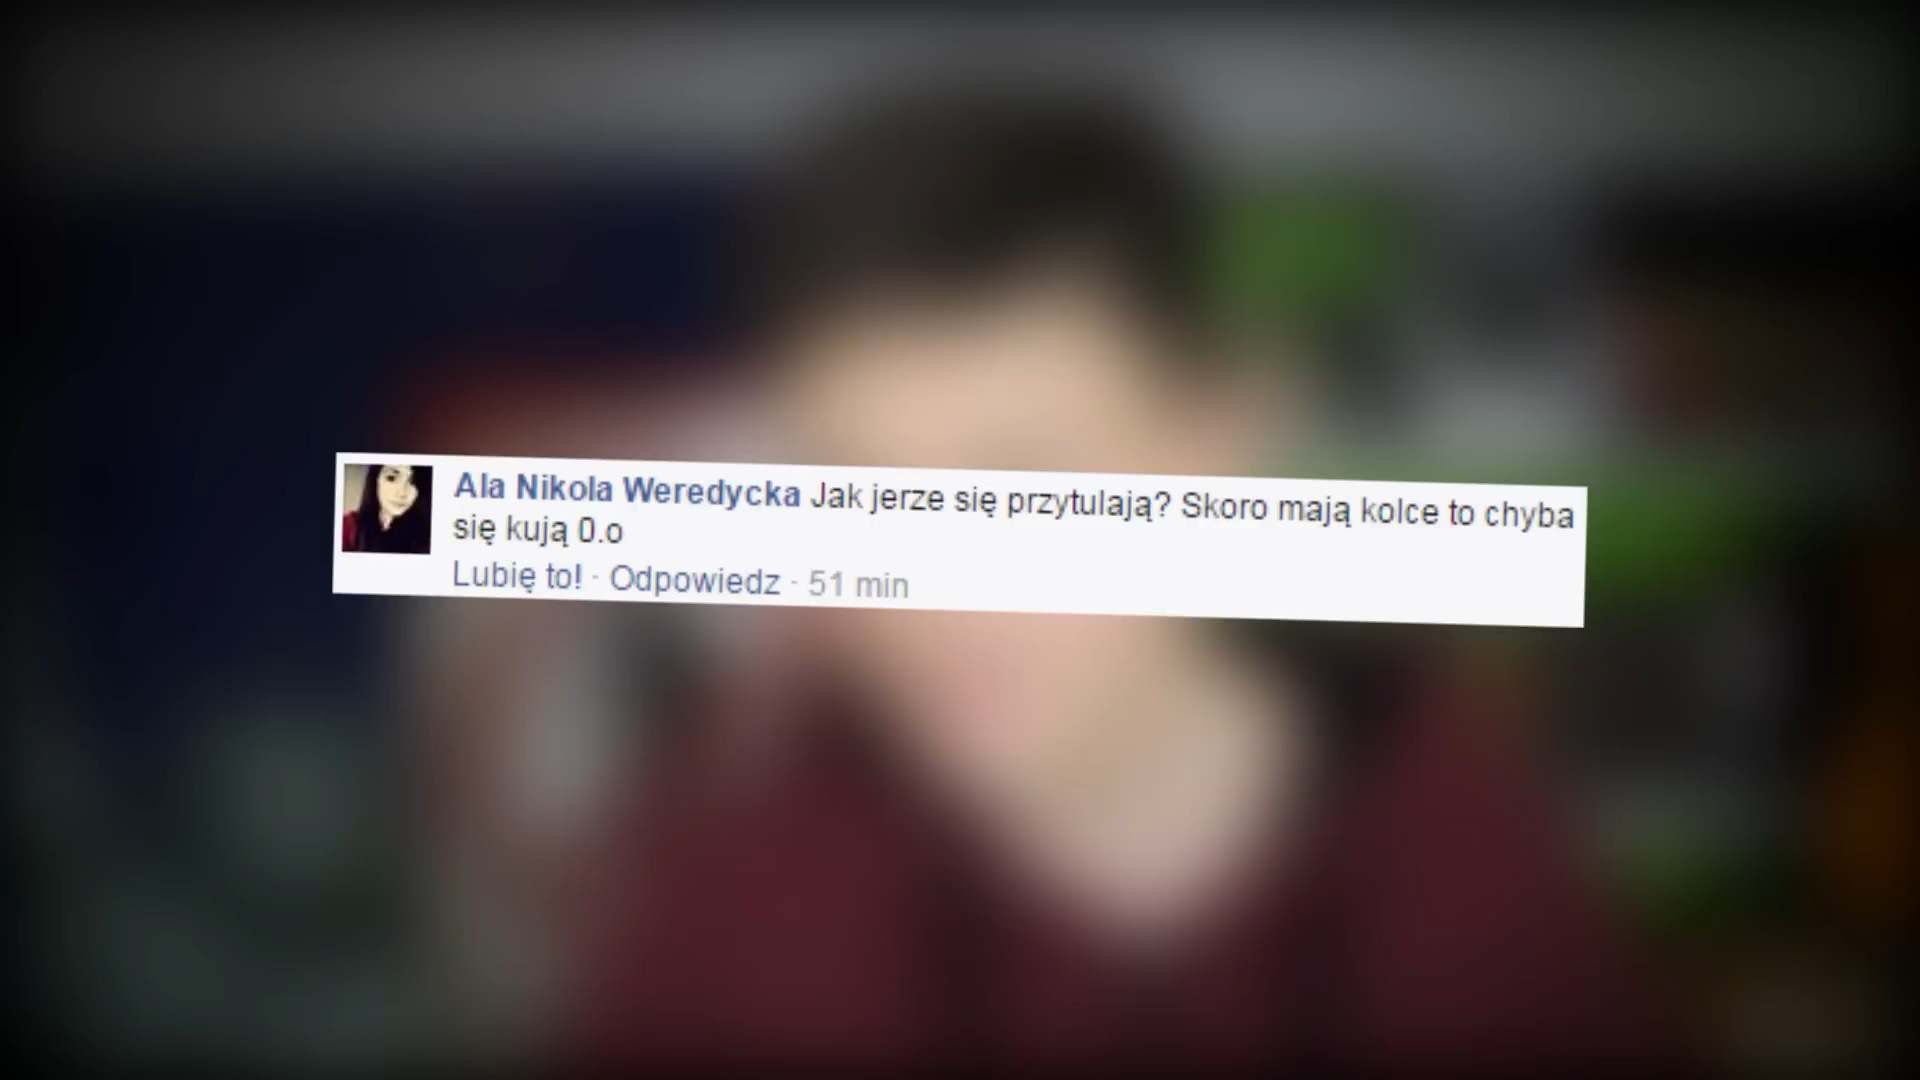 Ala Nikola Weredycka Jak jerze się przytulają? Skoro mają kolce to chyba
się kują 0.o
Lubię to! · Odpowiedz · 51 min